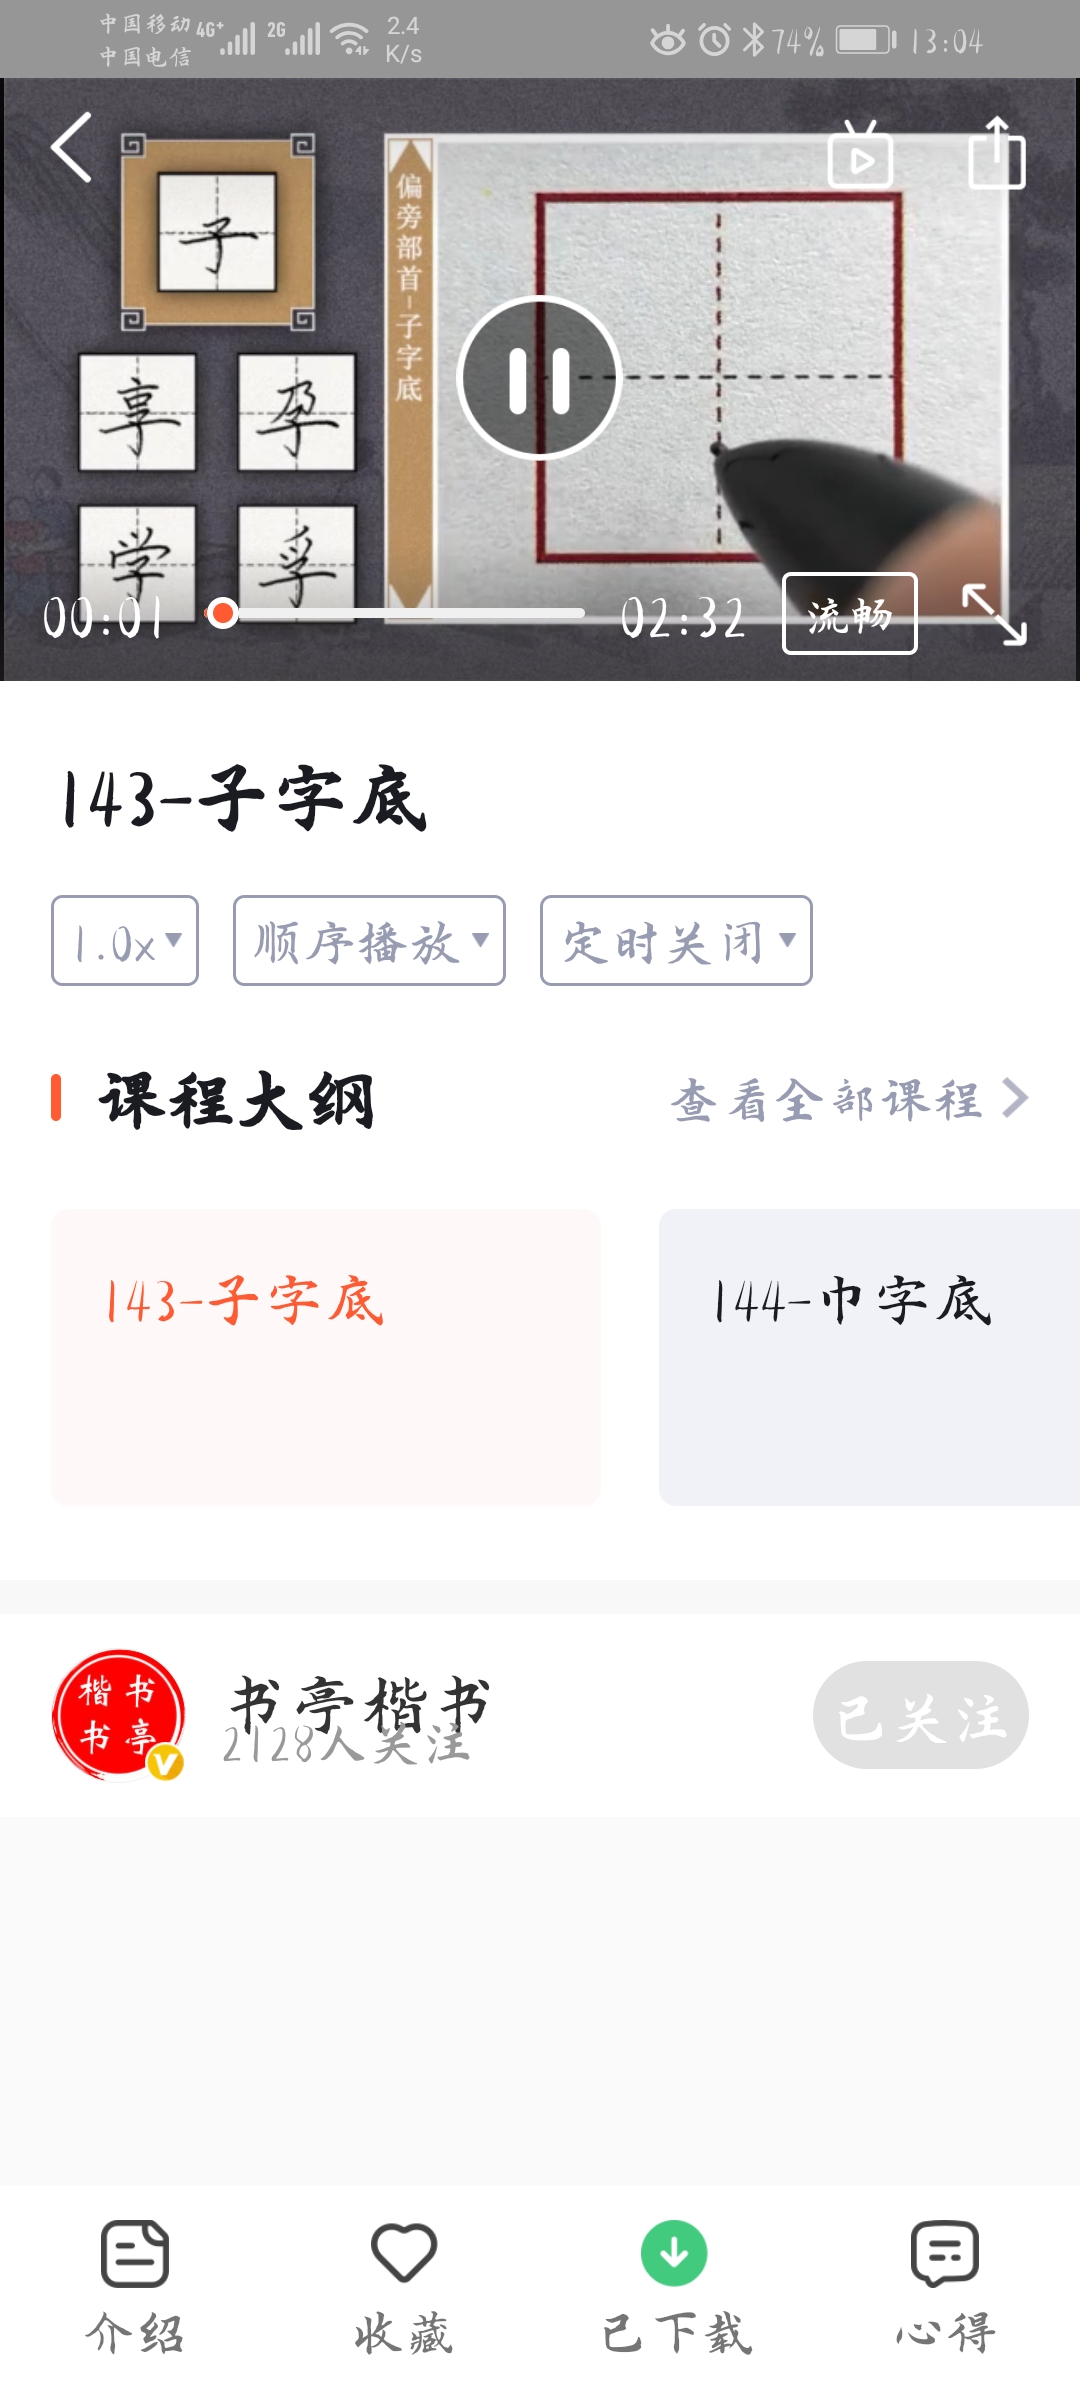 中国移动 4G+ 2G 2.4 K/s 74% 13:04
中国电信
子
偏旁部首-子字底
享 孕
学 孚
00:01 02:32 流畅
143-子字底
1.0x 顺序播放 定时关闭
课程大纲 查看全部课程
143-子字底 144-巾字底
楷书书亭
书亭楷书
2128人关注
已关注
介绍 收藏 已下载 心得